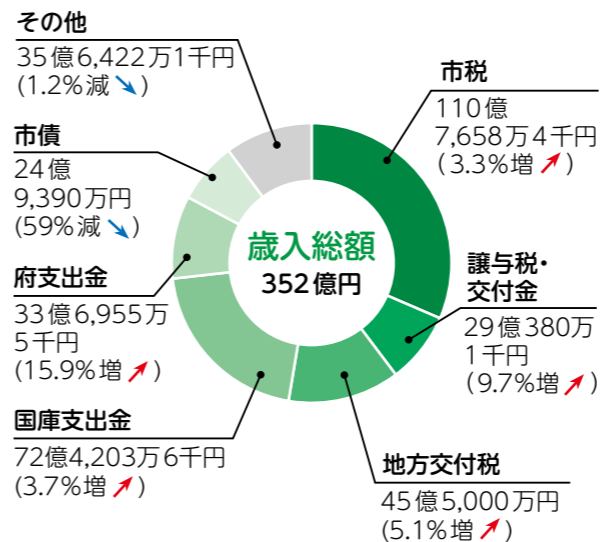 その他
35億6,422万1千円
(1.2%減↘)
市税
110億
7,658万4千円
(3.3%増↗)
市債
24億
9,390万円
(59%減↘)
歳入総額
352億円
譲与税・
交付金
29億380万
1千円
(9.7%増↗)
府支出金
33億6,955万
5千円
(15.9%増↗)
国庫支出金
72億4,203万6千円
(3.7%増↗)
地方交付税
45億5,000万円
(5.1%増↗)